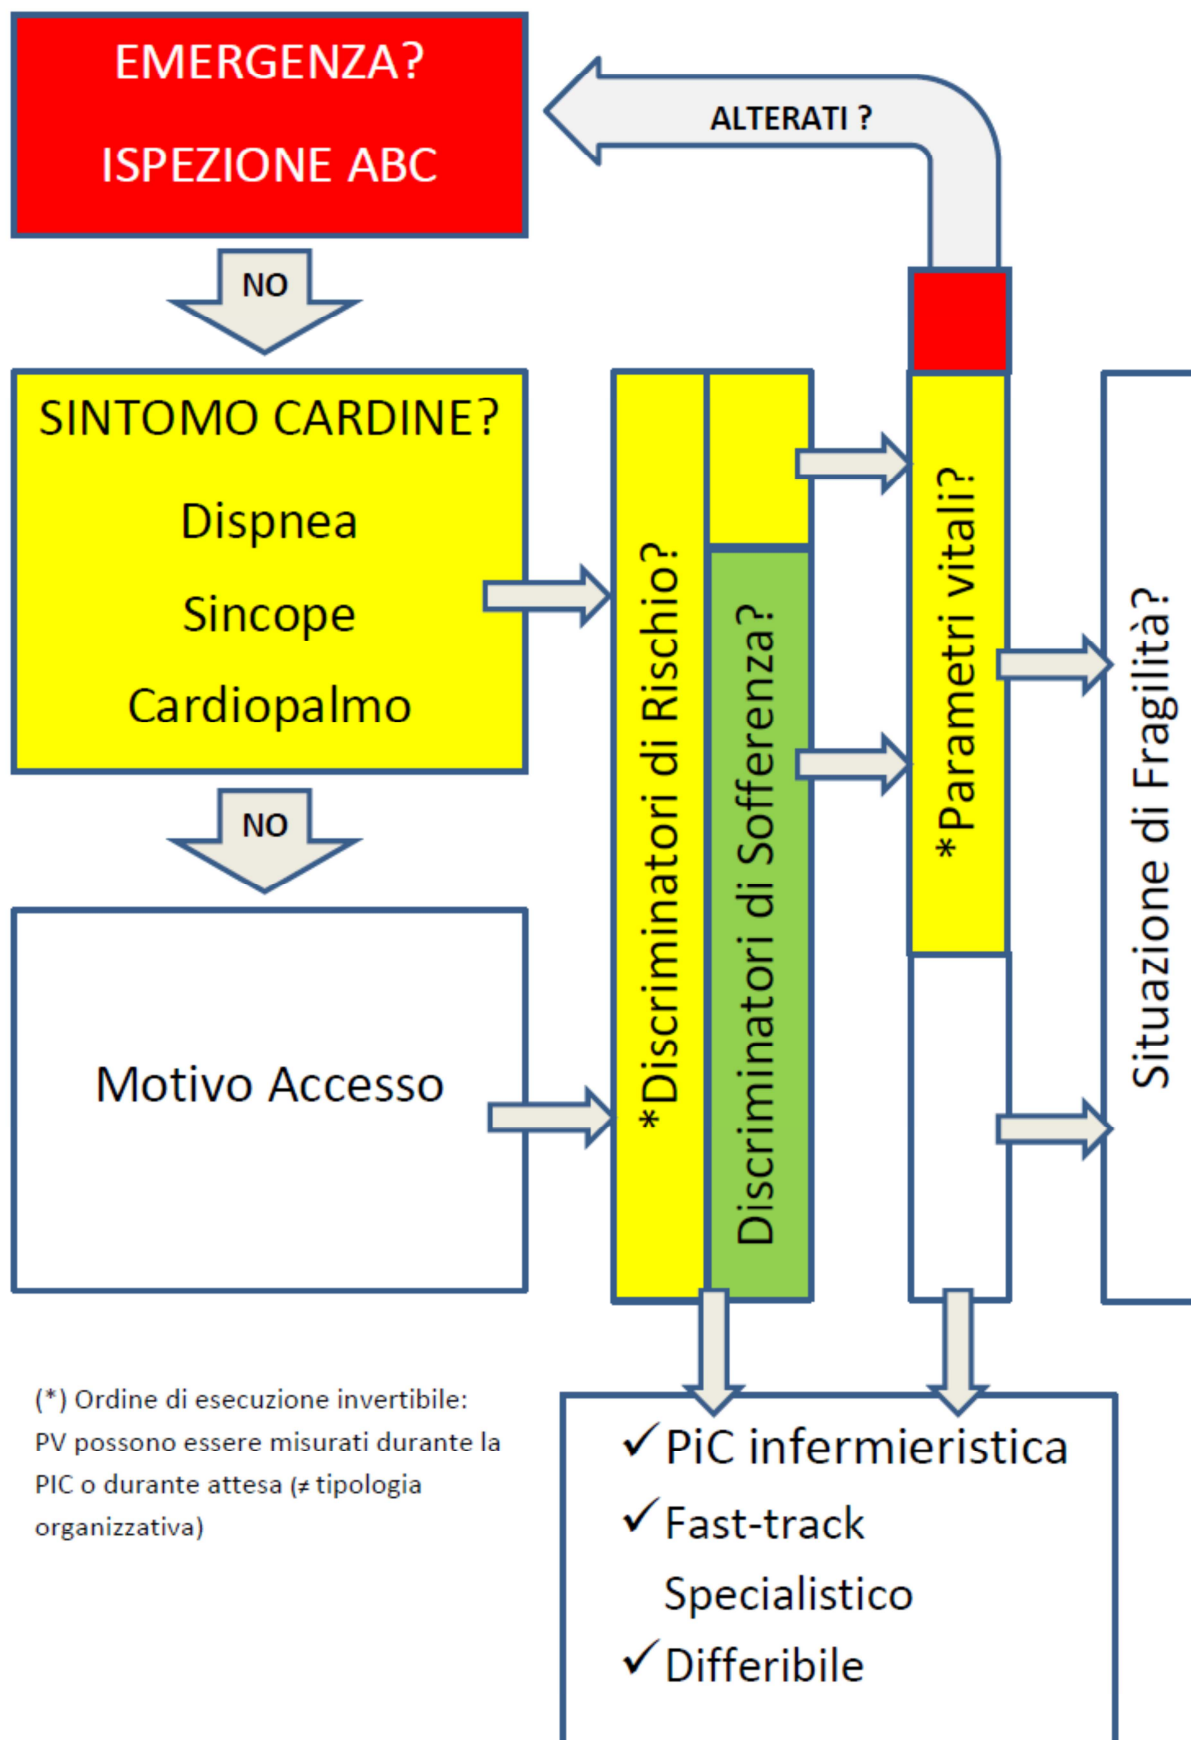 EMERGENZA?
ISPEZIONE ABC
ALTERATI ?
NO
SINTOMO CARDINE?
Dispnea
Sincope
Cardiopalmo
NO
Motivo Accesso
*Discriminatori di Rischio?
Discriminatori di Sofferenza?
*Parametri vitali?
Situazione di Fragilità?
(*) Ordine di esecuzione invertibile:
PV possono essere misurati durante la
PIC o durante attesa (≠ tipologia
organizzativa)
✓ PiC infermieristica
✓ Fast-track
Specialistico
✓ Differibile